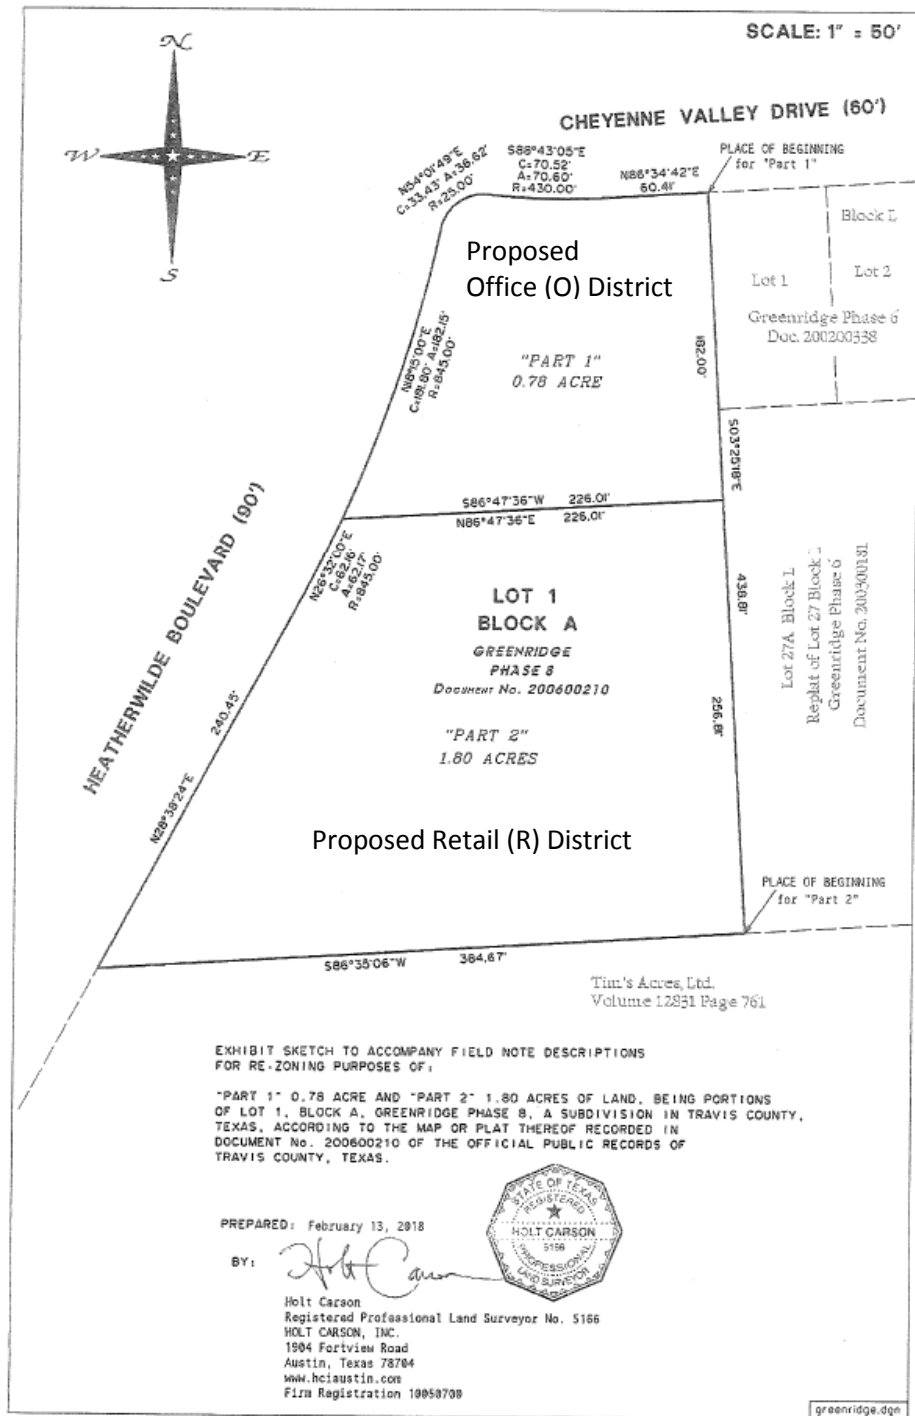 SCALE: 1" = 50'
N
W
E
S
CHEYENNE VALLEY DRIVE (60')
N54°01'49"E
C=33.43' A=36.62'
R=25.00'
S88°43'05"E
C=70.52'
A=70.60'
R=430.00'
N86°34'42"E
60.41'
PLACE OF BEGINNING
for "Part 1"
Proposed
Office (O) District
"PART 1"
0.78 ACRE
Block L
Lot 1
Lot 2
Greenridge Phase 6
Doc. 200200338
182.00'
N18°15'00"E
C=181.80' A=182.15'
R=845.00'
S03°25'18"E
S86°47'36"W 226.01'
N86°47'36"E 226.01'
HEATHERWILDE BOULEVARD (90')
N26°32'00"E
C=62.16'
A=62.17'
R=845.00'
438.81'
LOT 1
BLOCK A
GREENRIDGE
PHASE 8
DOCUMENT No. 200600210
Lot 27A Block L
Replat of Lot 27 Block L
Greenridge Phase 6
Document No. 200300181
240.45'
N28°38'24"E
256.81'
"PART 2"
1.80 ACRES
Proposed Retail (R) District
PLACE OF BEGINNING
for "Part 2"
S86°35'06"W 384.67'
Tim's Acres, Ltd.
Volume 12831 Page 761
EXHIBIT SKETCH TO ACCOMPANY FIELD NOTE DESCRIPTIONS
FOR RE-ZONING PURPOSES OF:
"PART 1" 0.78 ACRE AND "PART 2" 1.80 ACRES OF LAND, BEING PORTIONS
OF LOT 1, BLOCK A, GREENRIDGE PHASE 8, A SUBDIVISION IN TRAVIS COUNTY,
TEXAS, ACCORDING TO THE MAP OR PLAT THEREOF RECORDED IN
DOCUMENT No. 200600210 OF THE OFFICIAL PUBLIC RECORDS OF
TRAVIS COUNTY, TEXAS.
PREPARED: February 13, 2018
BY: Holt Carson
STATE OF TEXAS
REGISTERED
HOLT CARSON
5166
PROFESSIONAL
LAND SURVEYOR
Holt Carson
Registered Professional Land Surveyor No. 5166
HOLT CARSON, INC.
1904 Fortview Road
Austin, Texas 78704
www.hciaustin.com
Firm Registration 10050700
greenridge.dgn